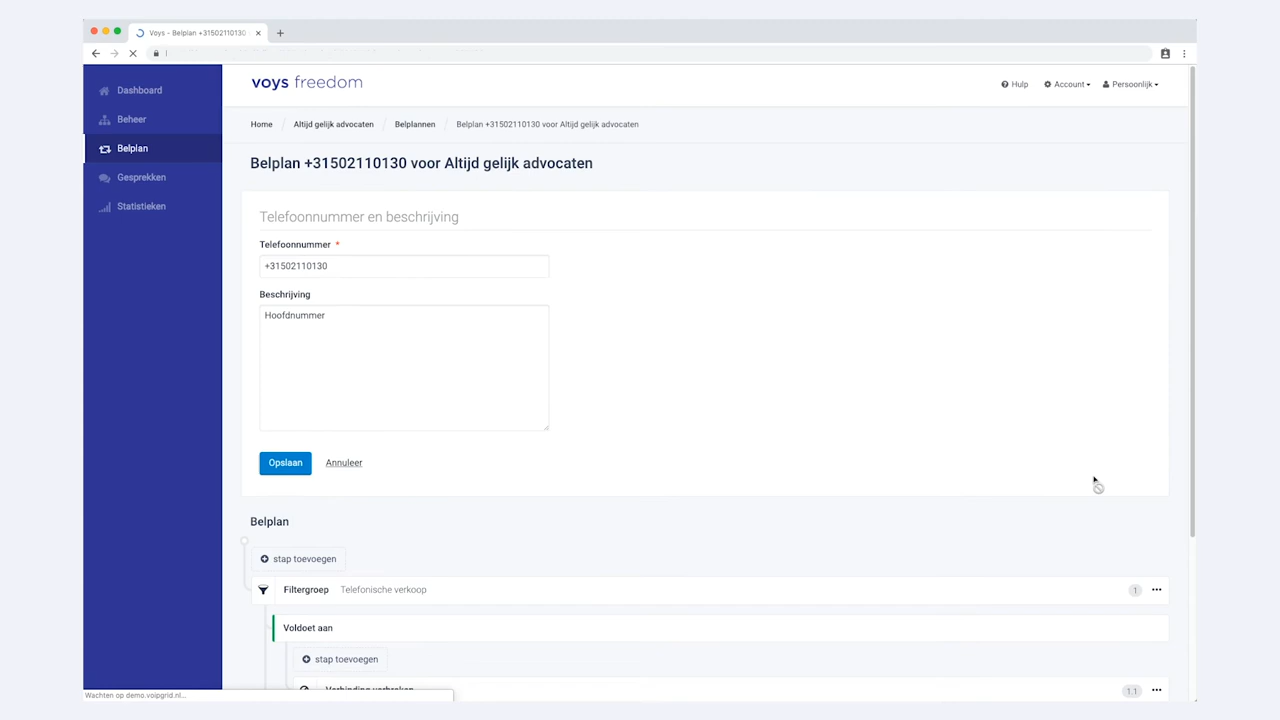 Voys - Belplan +31502110130
voys freedom
Hulp
Account
Persoonlijk
Dashboard
Beheer
Belplan
Gesprekken
Statistieken
Home
Altijd gelijk advocaten
Belplannen
Belplan +31502110130 voor Altijd gelijk advocaten
Belplan +31502110130 voor Altijd gelijk advocaten
Telefoonnummer en beschrijving
Telefoonnummer *
+31502110130
Beschrijving
Hoofdnummer
Opslaan
Annuleer
Belplan
stap toevoegen
Filtergroep Telefonische verkoop 1
Voldoet aan
stap toevoegen
Verbinding verbroken 1.1
Wachten op demo.voipgrid.nl...